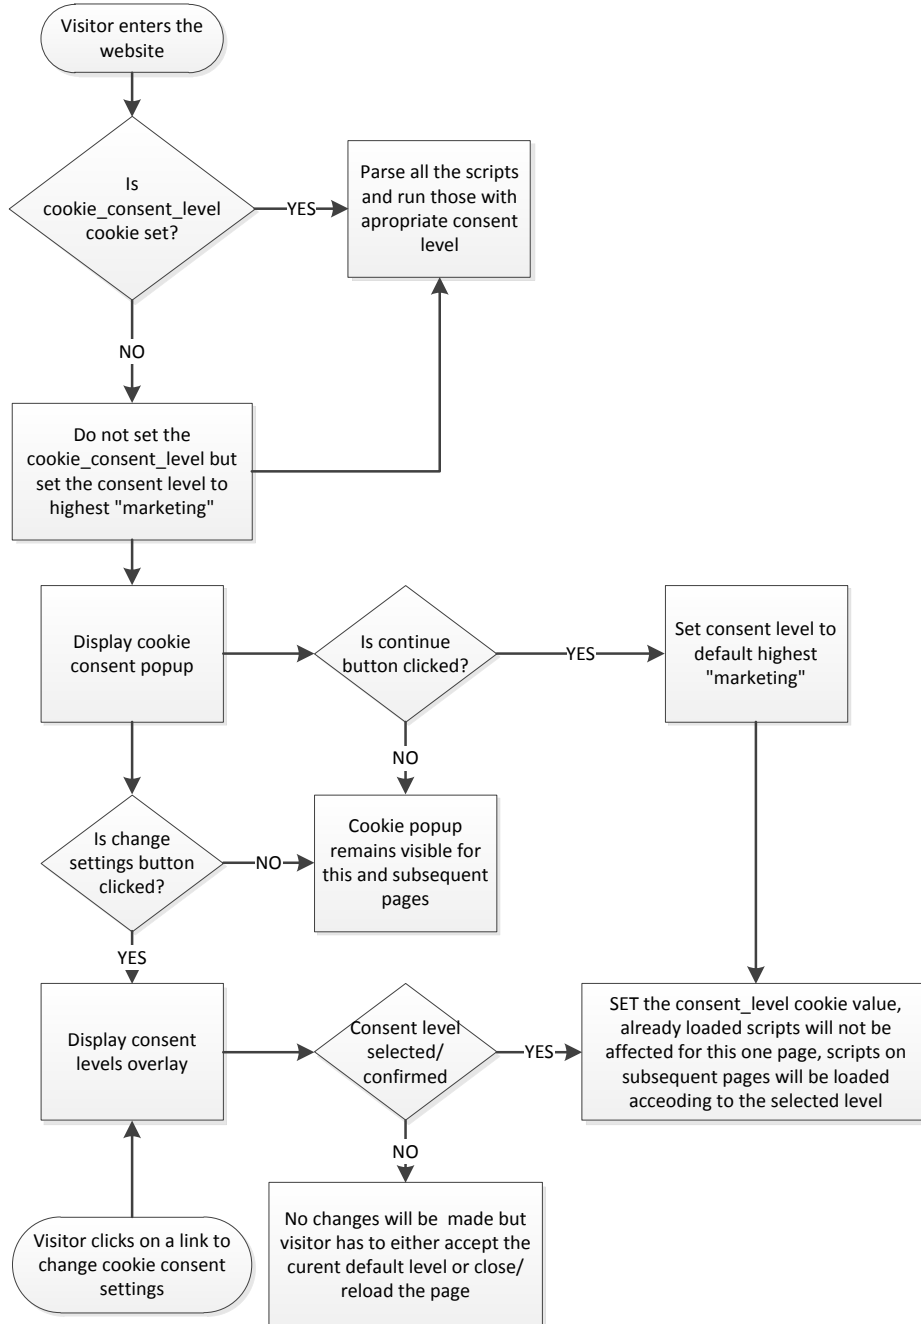 Visitor enters the
website
Is
cookie_consent_level
cookie set?
YES
Parse all the scripts
and run those with
apropriate consent
level
NO
Do not set the
cookie_consent_level but
set the consent level to
highest "marketing"
Display cookie
consent popup
Is continue
button clicked?
YES
Set consent level to
default highest
"marketing"
NO
Is change
settings button
clicked?
NO
Cookie popup
remains visible for
this and subsequent
pages
YES
Display consent
levels overlay
Consent level
selected/
confirmed
YES
SET the consent_level cookie value,
already loaded scripts will not be
affected for this one page, scripts on
subsequent pages will be loaded
acceoding to the selected level
NO
Visitor clicks on a link to
change cookie consent
settings
No changes will be  made but
visitor has to either accept the
curent default level or close/
reload the page